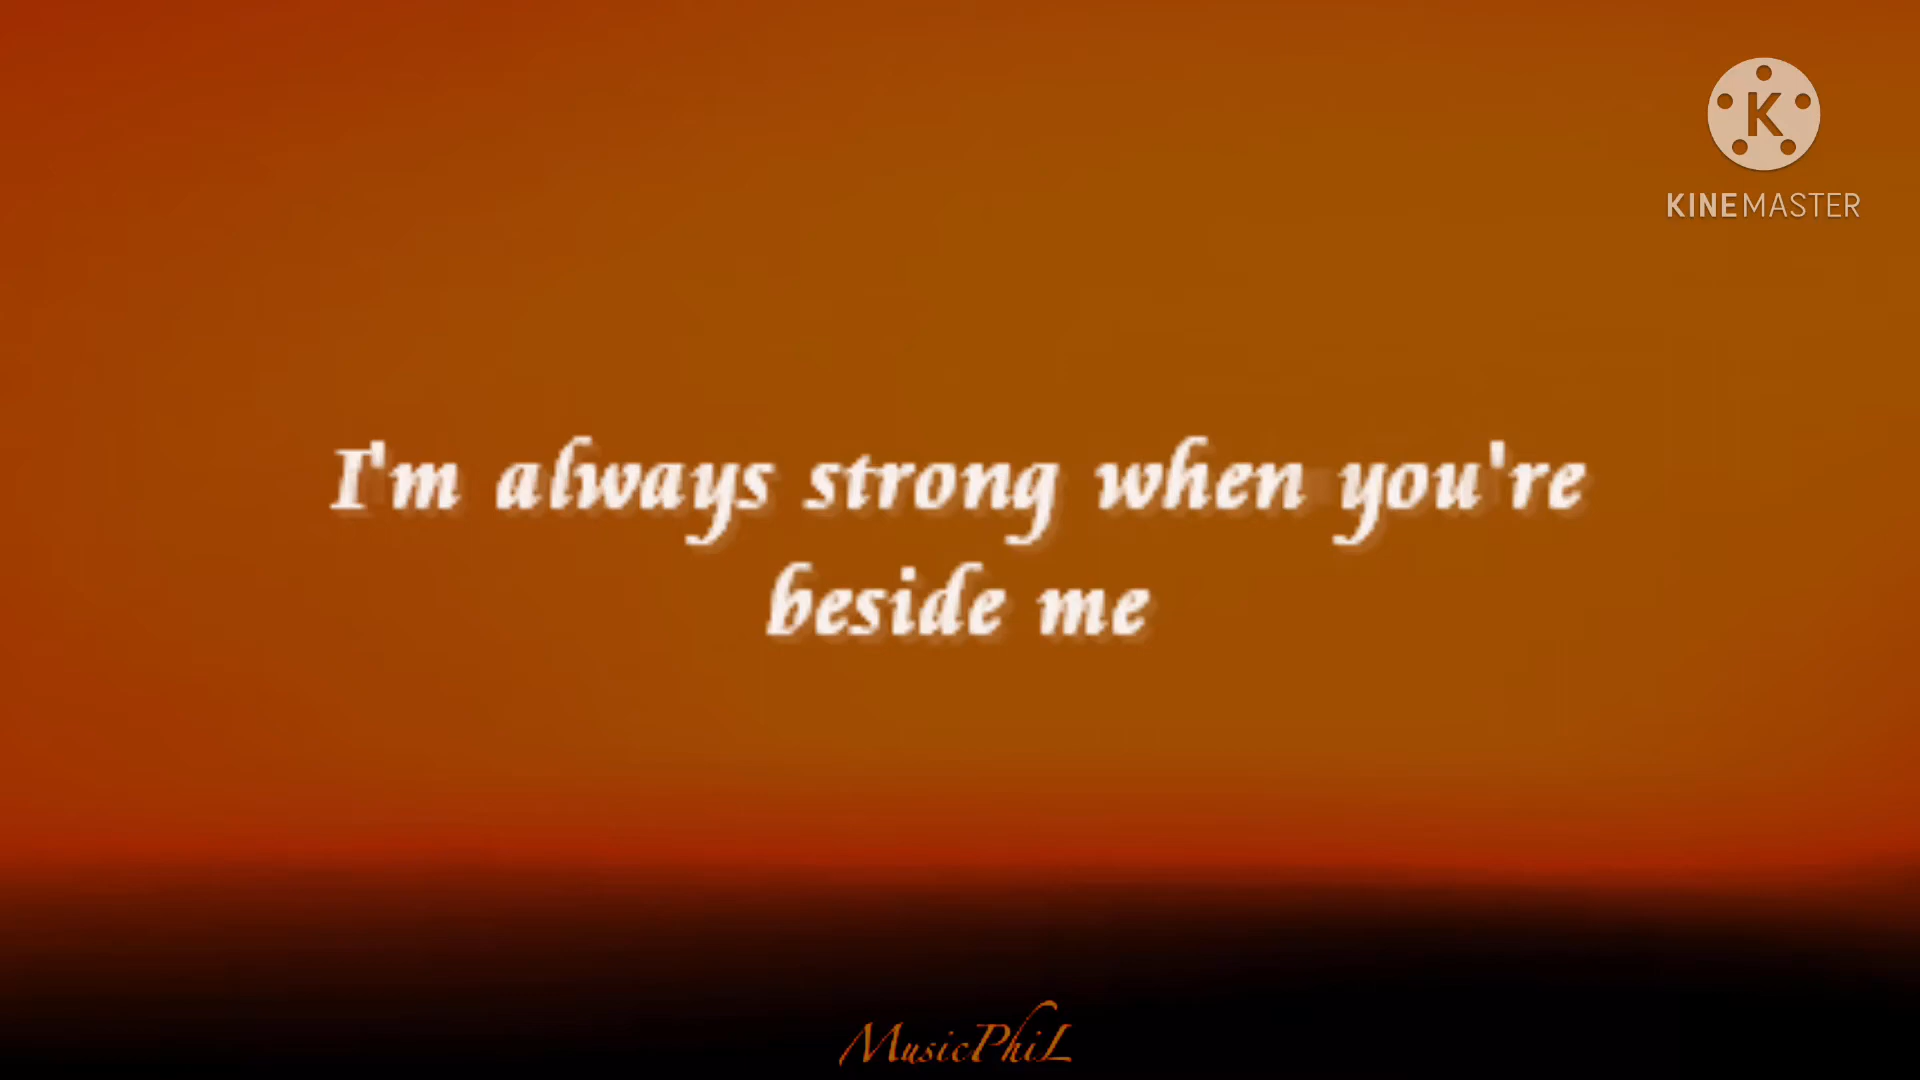 K
KINEMASTER
I'm always strong when you're
beside me
MusicPhiL